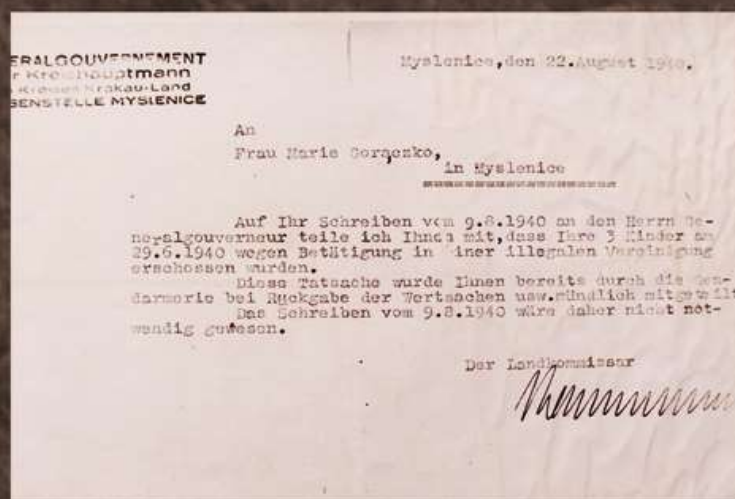 ERALGOUVERNEMENT
r Kreishauptmann
Kreises Krakau-Land
SENSTELLE MYSLENICE
Myslenice,den 22.August 1940.
An
Frau Marie Gorączko,
in Myslenice
Auf Ihr Schreiben vom 9.8.1940 an den Herrn Ge-
neralgouverneur teile ich Ihnen mit,dass Ihre 3 Kinder am
29.6.1940 wegen Betätigung in einer illegalen Vereinigung
erschossen wurden.
Diese Tatsache wurde Ihnen bereits durch die Gen-
darmerie bei Rückgabe der Wertsachen usw.mündlich mitgeteilt
Das Schreiben vom 9.8.1940 wäre daher nicht not-
wendig gewesen.
Der Landkommissar